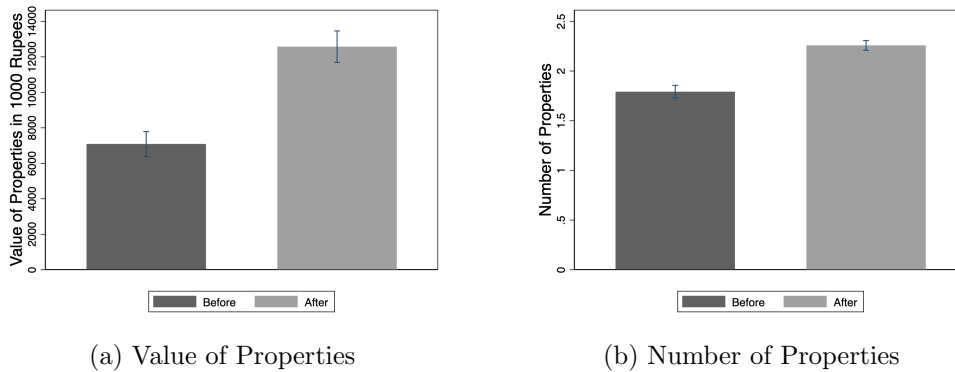 Value of Properties in 1000 Rupees
14000
12000
10000
8000
6000
4000
2000
0
Before After
(a) Value of Properties
Number of Properties
2.5
2
1.5
1
.5
0
Before After
(b) Number of Properties